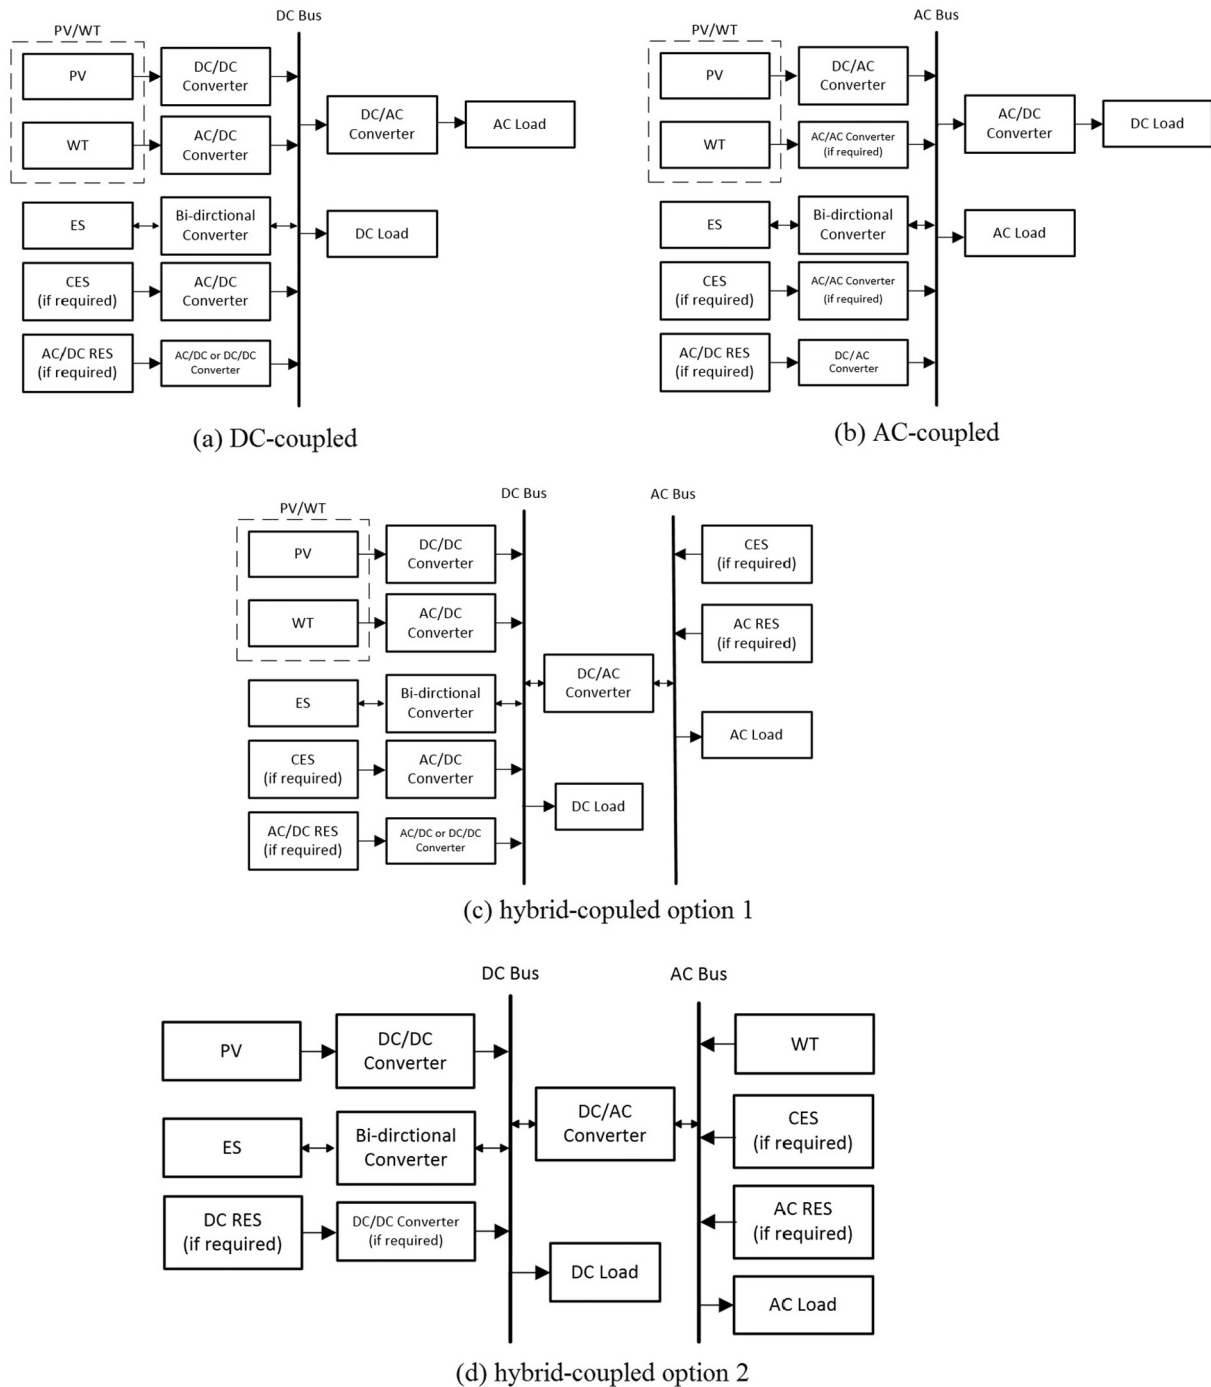 DC Bus
PV/WT
PV
DC/DC
Converter
WT
AC/DC
Converter
DC/AC
Converter
AC Load
ES
Bi-dirctional
Converter
DC Load
CES
(if required)
AC/DC
Converter
AC/DC RES
(if required)
AC/DC or DC/DC
Converter
(a) DC-coupled
AC Bus
PV/WT
PV
DC/AC
Converter
WT
AC/AC Converter
(if required)
AC/DC
Converter
DC Load
ES
Bi-dirctional
Converter
AC Load
CES
(if required)
AC/AC Converter
(if required)
AC/DC RES
(if required)
DC/AC
Converter
(b) AC-coupled
DC Bus
AC Bus
PV/WT
PV
DC/DC
Converter
CES
(if required)
WT
AC/DC
Converter
AC RES
(if required)
DC/AC
Converter
ES
Bi-dirctional
Converter
AC Load
CES
(if required)
AC/DC
Converter
DC Load
AC/DC RES
(if required)
AC/DC or DC/DC
Converter
(c) hybrid-copuled option 1
DC Bus
AC Bus
PV
DC/DC
Converter
WT
DC/AC
Converter
CES
(if required)
ES
Bi-dirctional
Converter
DC RES
(if required)
DC/DC Converter
(if required)
AC RES
(if required)
DC Load
AC Load
(d) hybrid-coupled option 2